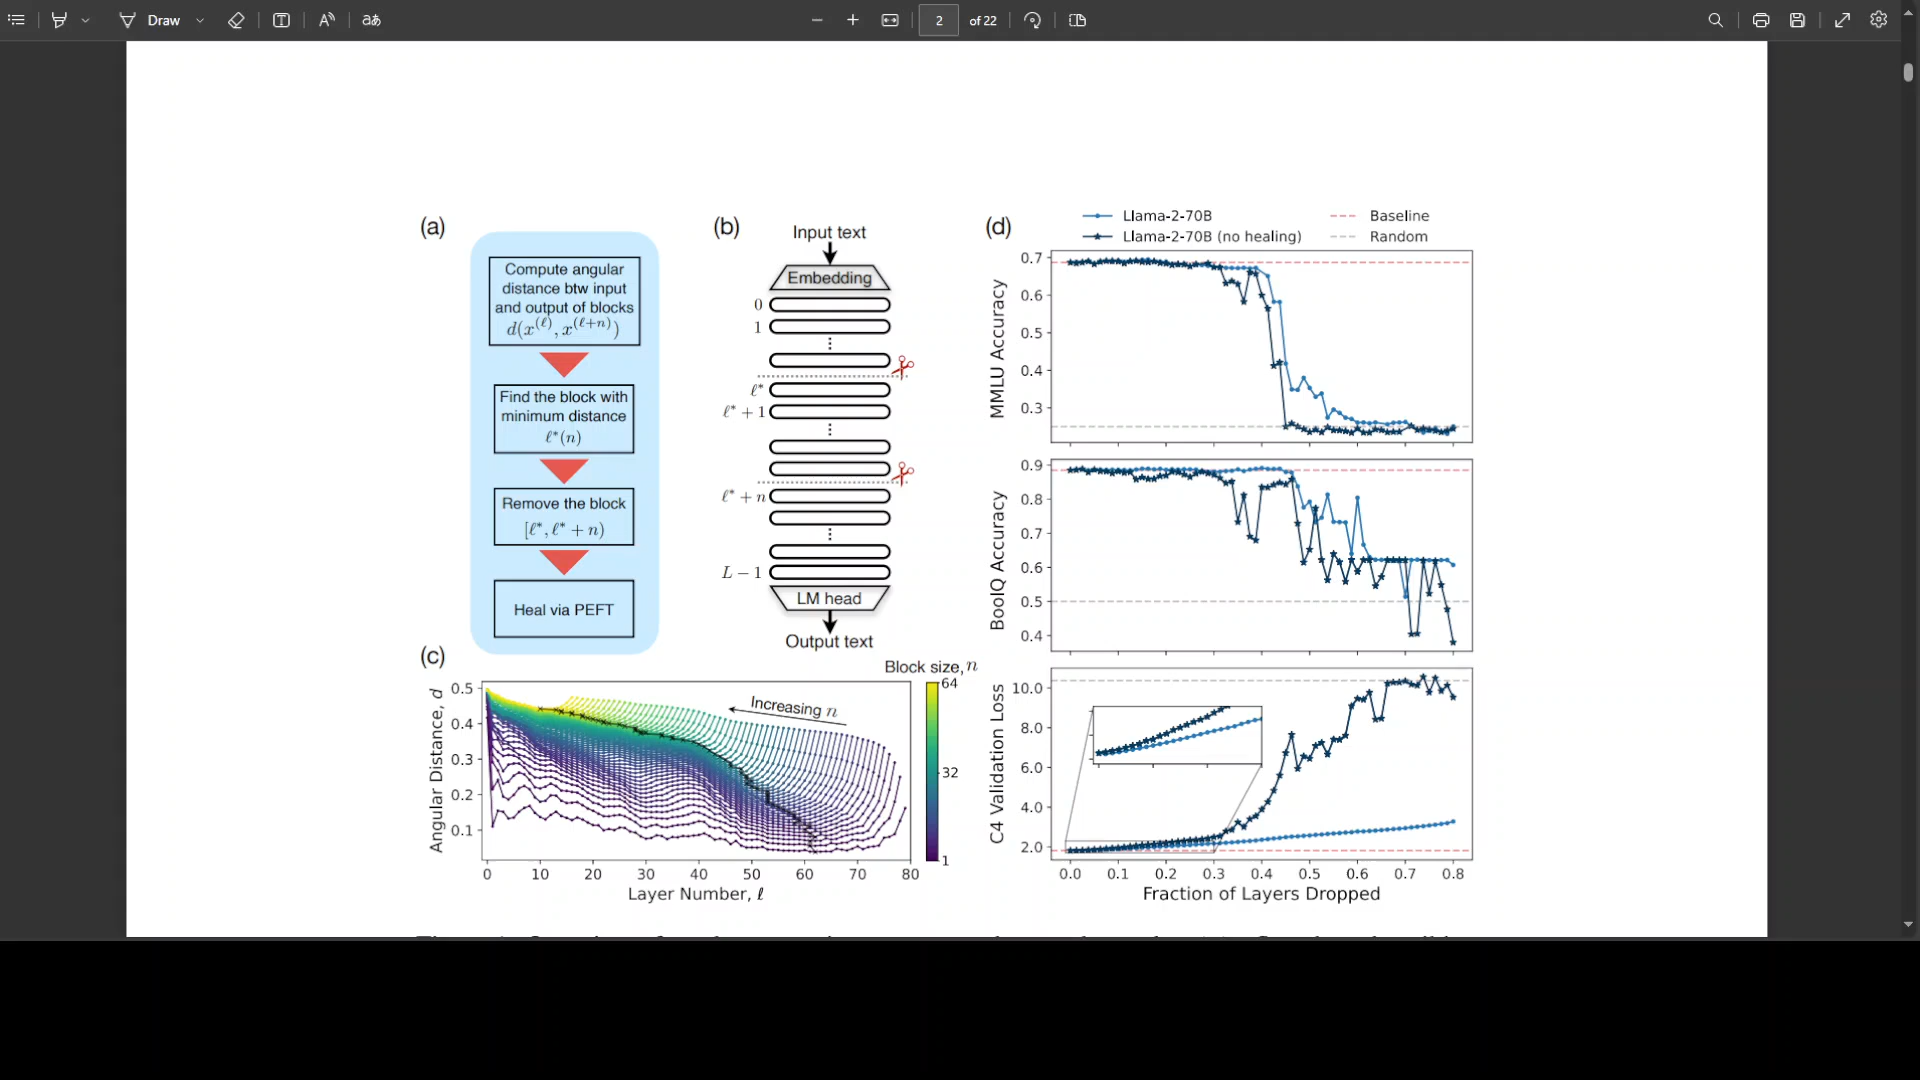 Draw
aあ
2 of 22
(a)
Compute angular
distance btw input
and output of blocks
d(x^(ℓ), x^(ℓ+n))
Find the block with
minimum distance
ℓ*(n)
Remove the block
[ℓ*, ℓ* + n)
Heal via PEFT
(b)
Input text
Embedding
0
1
⋮
ℓ*
ℓ* + 1
⋮
ℓ* + n
⋮
L − 1
LM head
Output text
(c)
Block size, n
64
32
1
Increasing n
Angular Distance, d
0.5
0.4
0.3
0.2
0.1
0 10 20 30 40 50 60 70 80
Layer Number, ℓ
(d)
Llama-2-70B
Llama-2-70B (no healing)
Baseline
Random
MMLU Accuracy
0.7
0.6
0.5
0.4
0.3
BoolQ Accuracy
0.9
0.8
0.7
0.6
0.5
0.4
C4 Validation Loss
10.0
8.0
6.0
4.0
2.0
0.0 0.1 0.2 0.3 0.4 0.5 0.6 0.7 0.8
Fraction of Layers Dropped